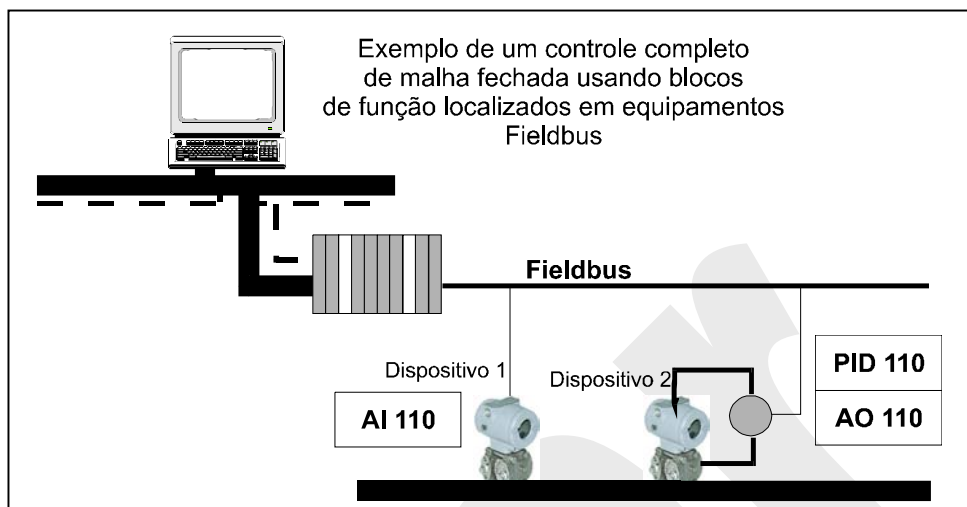 Exemplo de um controle completo
de malha fechada usando blocos
de função localizados em equipamentos
Fieldbus
Fieldbus
Dispositivo 1
Dispositivo 2
AI 110
PID 110
AO 110